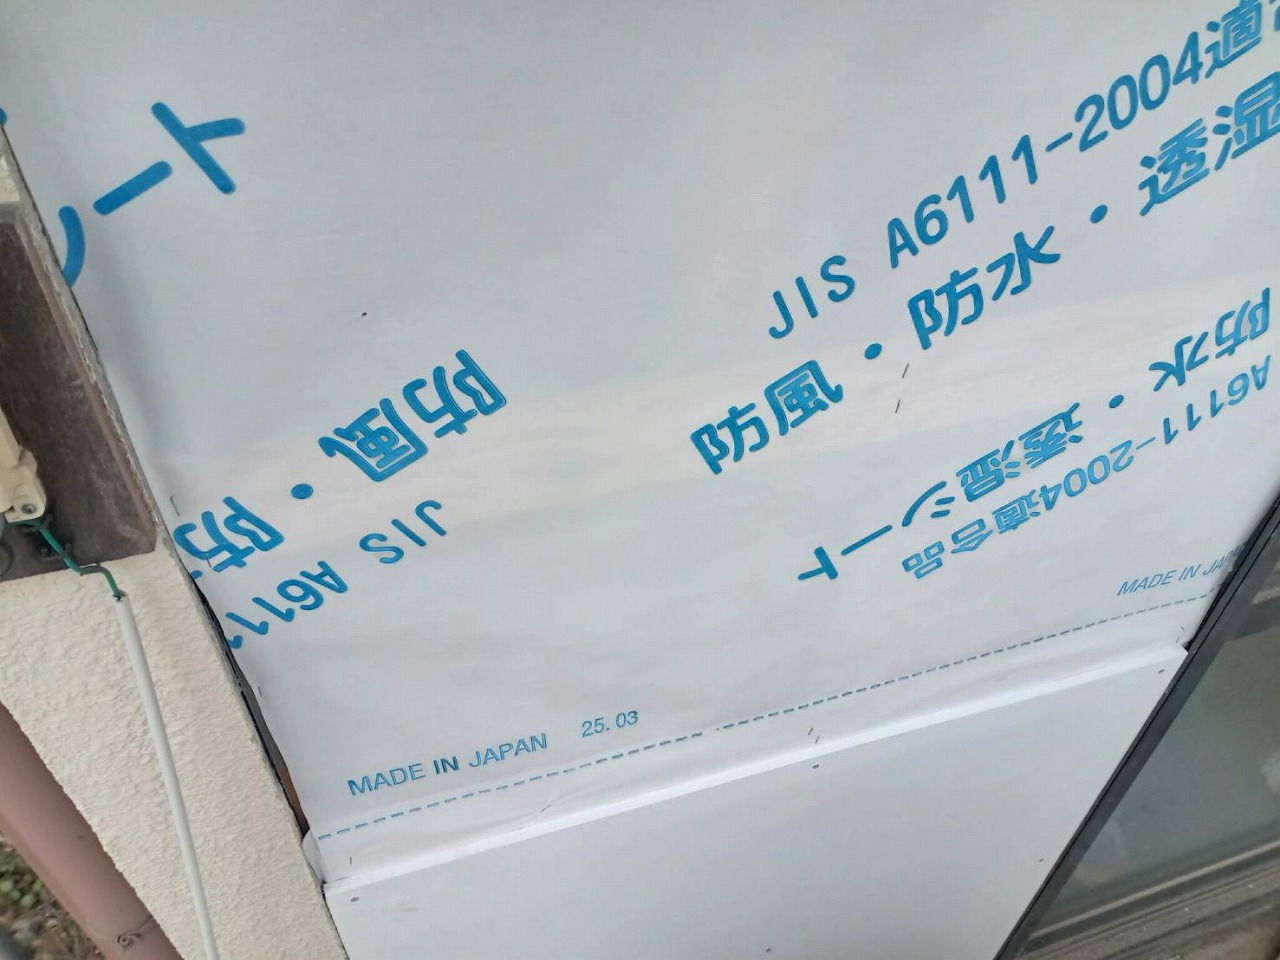 ート
JIS A6111-2004適
防風・防水・透湿
防風・防
JIS A611
防水・透湿シート
A6111-2004適合品
MADE IN JAPAN 25.03
MADE IN JAPAN